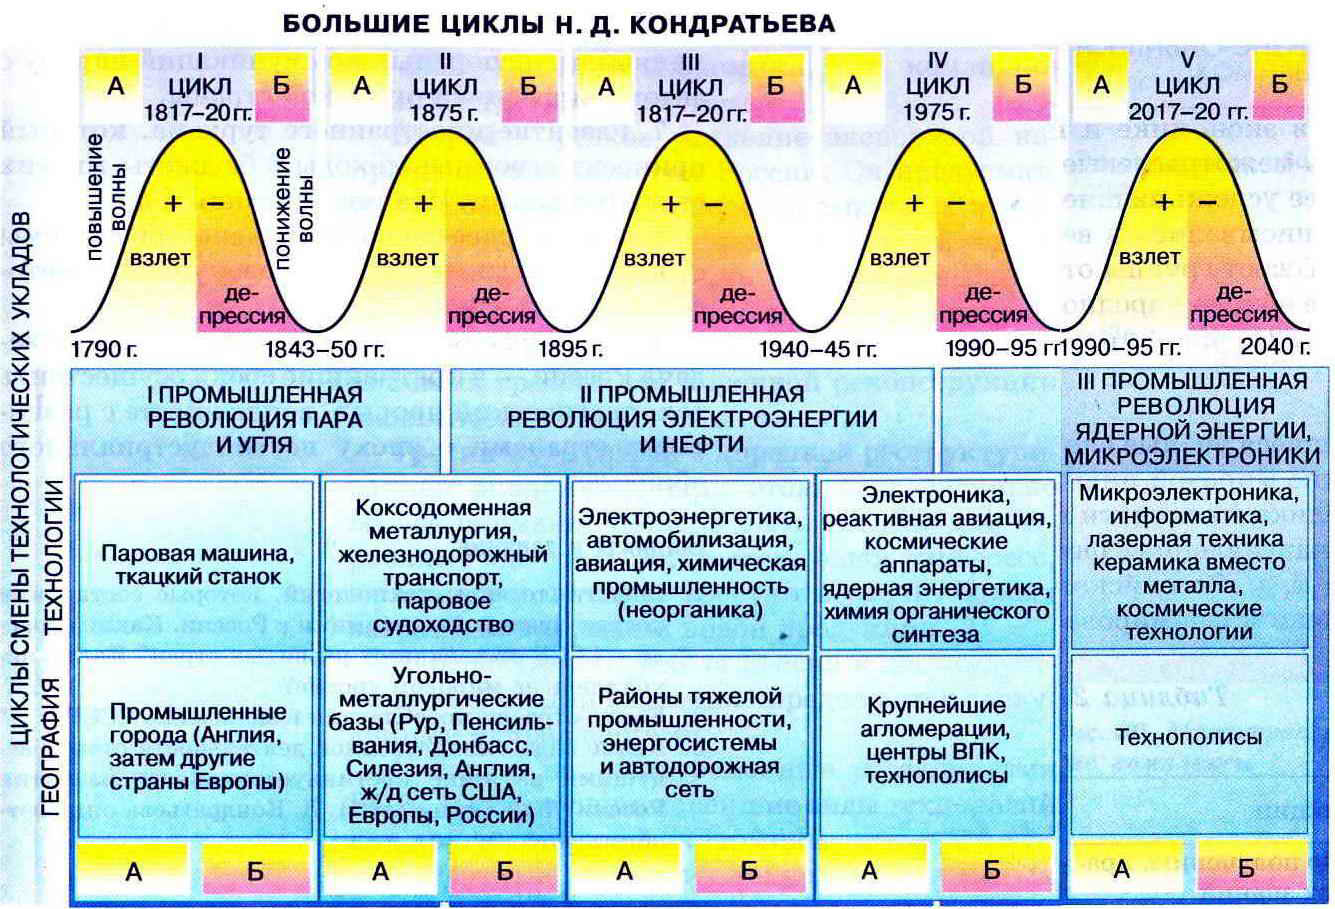 БОЛЬШИЕ ЦИКЛЫ Н. Д. КОНДРАТЬЕВА
А
I
ЦИКЛ
1817–20 гг.
Б
А
II
ЦИКЛ
1875 г.
Б
А
III
ЦИКЛ
1817–20 гг.
Б
А
IV
ЦИКЛ
1975 г.
Б
А
V
ЦИКЛ
2017–20 гг.
Б
повышение
волны
+ –
взлет
де-
прессия
понижение
волны
+ –
взлет
де-
прессия
+ –
взлет
де-
прессия
+ –
взлет
де-
прессия
+ –
взлет
де-
прессия
1790 г.
1843–50 гг.
1895 г.
1940–45 гг.
1990–95 гг
1990–95 гг.
2040 г.
ЦИКЛЫ СМЕНЫ ТЕХНОЛОГИЧЕСКИХ УКЛАДОВ
I ПРОМЫШЛЕННАЯ
РЕВОЛЮЦИЯ ПАРА
И УГЛЯ
II ПРОМЫШЛЕННАЯ
РЕВОЛЮЦИЯ ЭЛЕКТРОЭНЕРГИИ
И НЕФТИ
III ПРОМЫШЛЕННАЯ
РЕВОЛЮЦИЯ
ЯДЕРНОЙ ЭНЕРГИИ,
МИКРОЭЛЕКТРОНИКИ
ТЕХНОЛОГИИ
Паровая машина,
ткацкий станок
Коксодоменная
металлургия,
железнодорожный
транспорт,
паровое
судоходство
Электроэнергетика,
автомобилизация,
авиация, химическая
промышленность
(неорганика)
Электроника,
реактивная авиация,
космические
аппараты,
ядерная энергетика,
химия органического
синтеза
Микроэлектроника,
информатика,
лазерная техника
керамика вместо
металла,
космические
технологии
ГЕОГРАФИЯ
Промышленные
города (Англия,
затем другие
страны Европы)
Угольно-
металлургические
базы (Рур, Пенсиль-
вания, Донбасс,
Силезия, Англия,
ж/д сеть США,
Европы, России)
Районы тяжелой
промышленности,
энергосистемы
и автодорожная
сеть
Крупнейшие
агломерации,
центры ВПК,
технополисы
Технополисы
А
Б
А
Б
А
Б
А
Б
А
Б